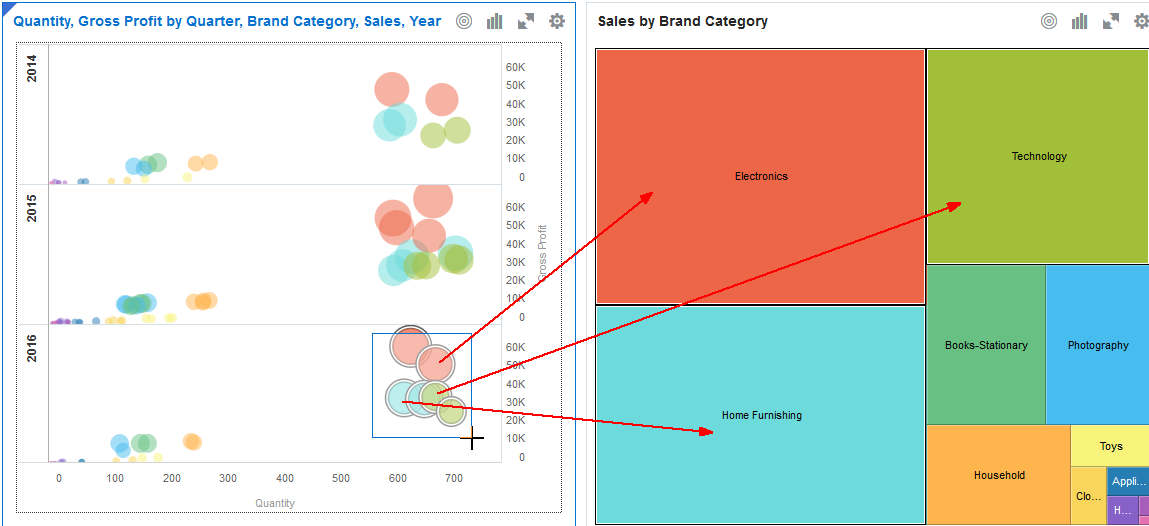 Quantity, Gross Profit by Quarter, Brand Category, Sales, Year
2014
60K
50K
40K
30K
20K
10K
0
2015
60K
50K
40K
30K
20K
10K
0
2016
60K
50K
40K
30K
20K
10K
0
Gross Profit
0 100 200 300 400 500 600 700
Quantity
Sales by Brand Category
Electronics
Technology
Books-Stationary
Photography
Home Furnishing
Household
Toys
Clo...
Appli...
H...